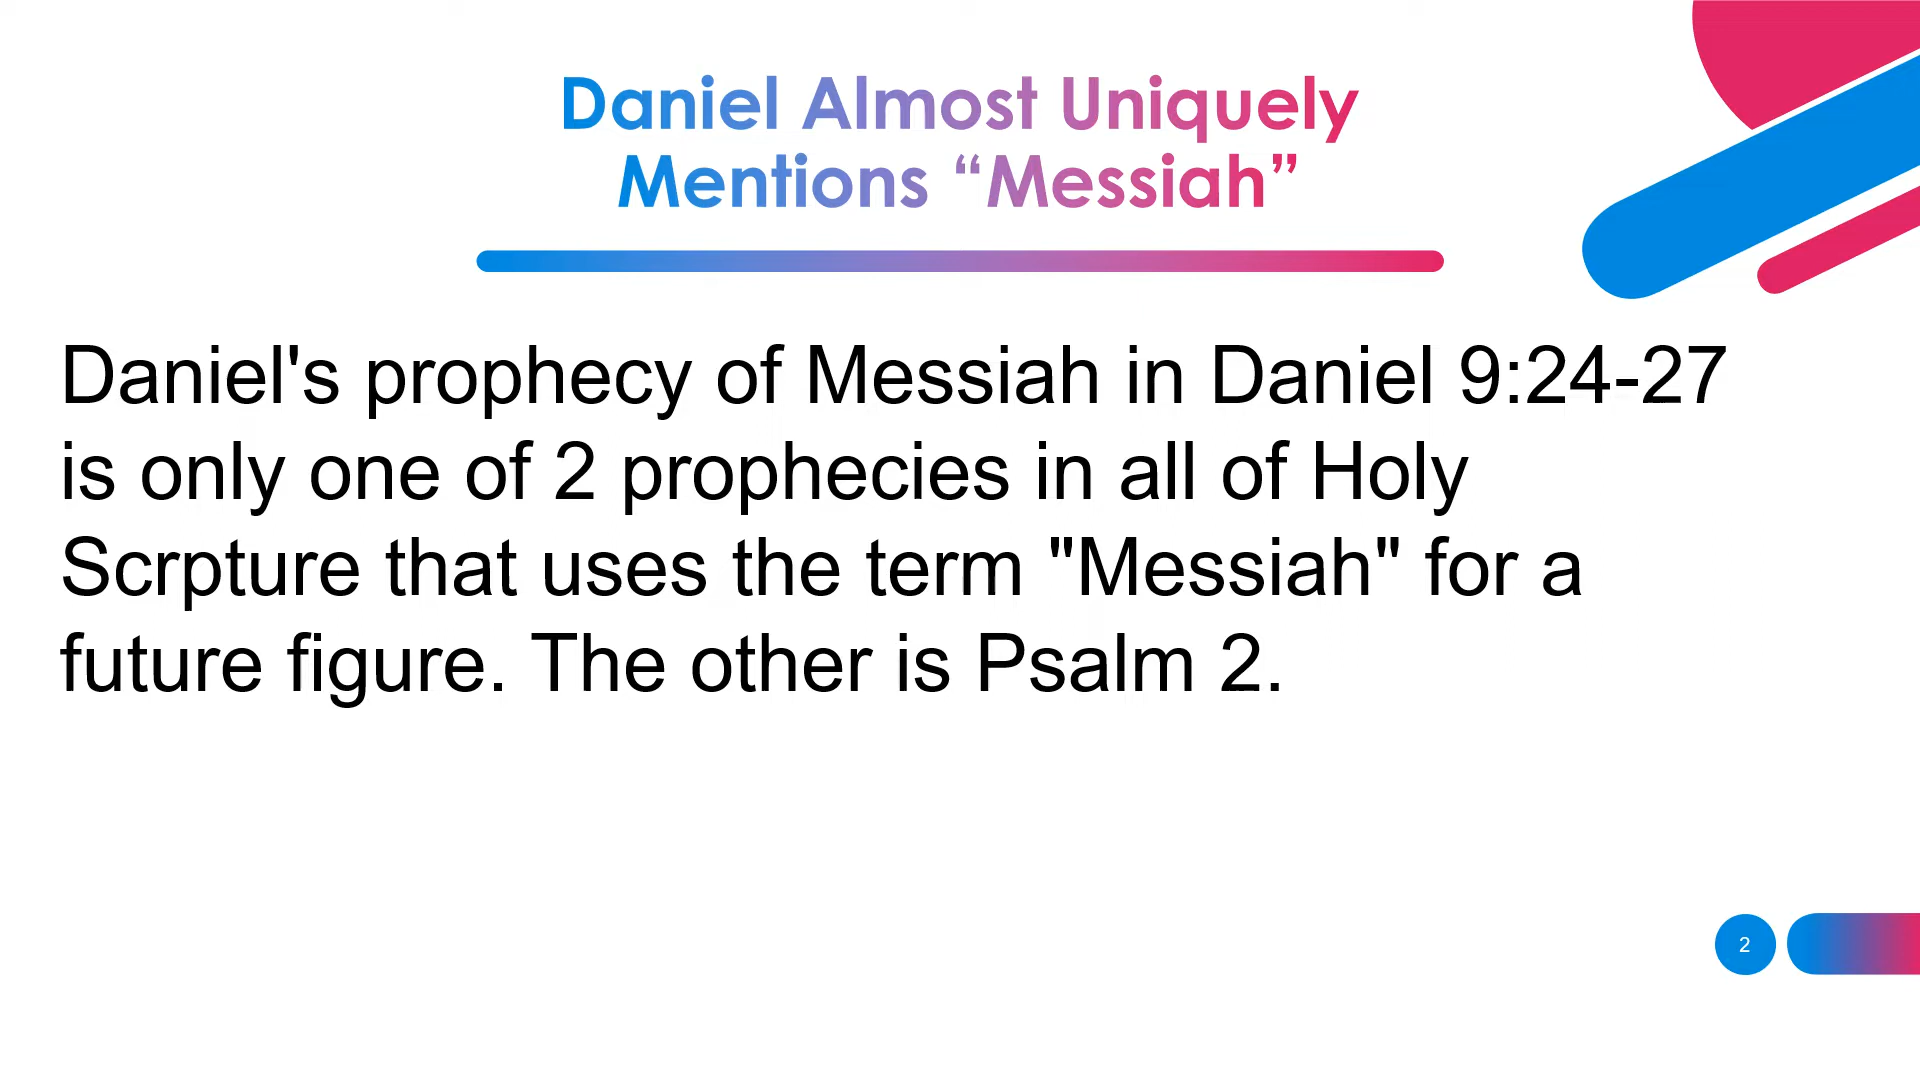 Daniel Almost Uniquely
Mentions “Messiah”
Daniel's prophecy of Messiah in Daniel 9:24-27
is only one of 2 prophecies in all of Holy
Scrpture that uses the term "Messiah" for a
future figure. The other is Psalm 2.
2